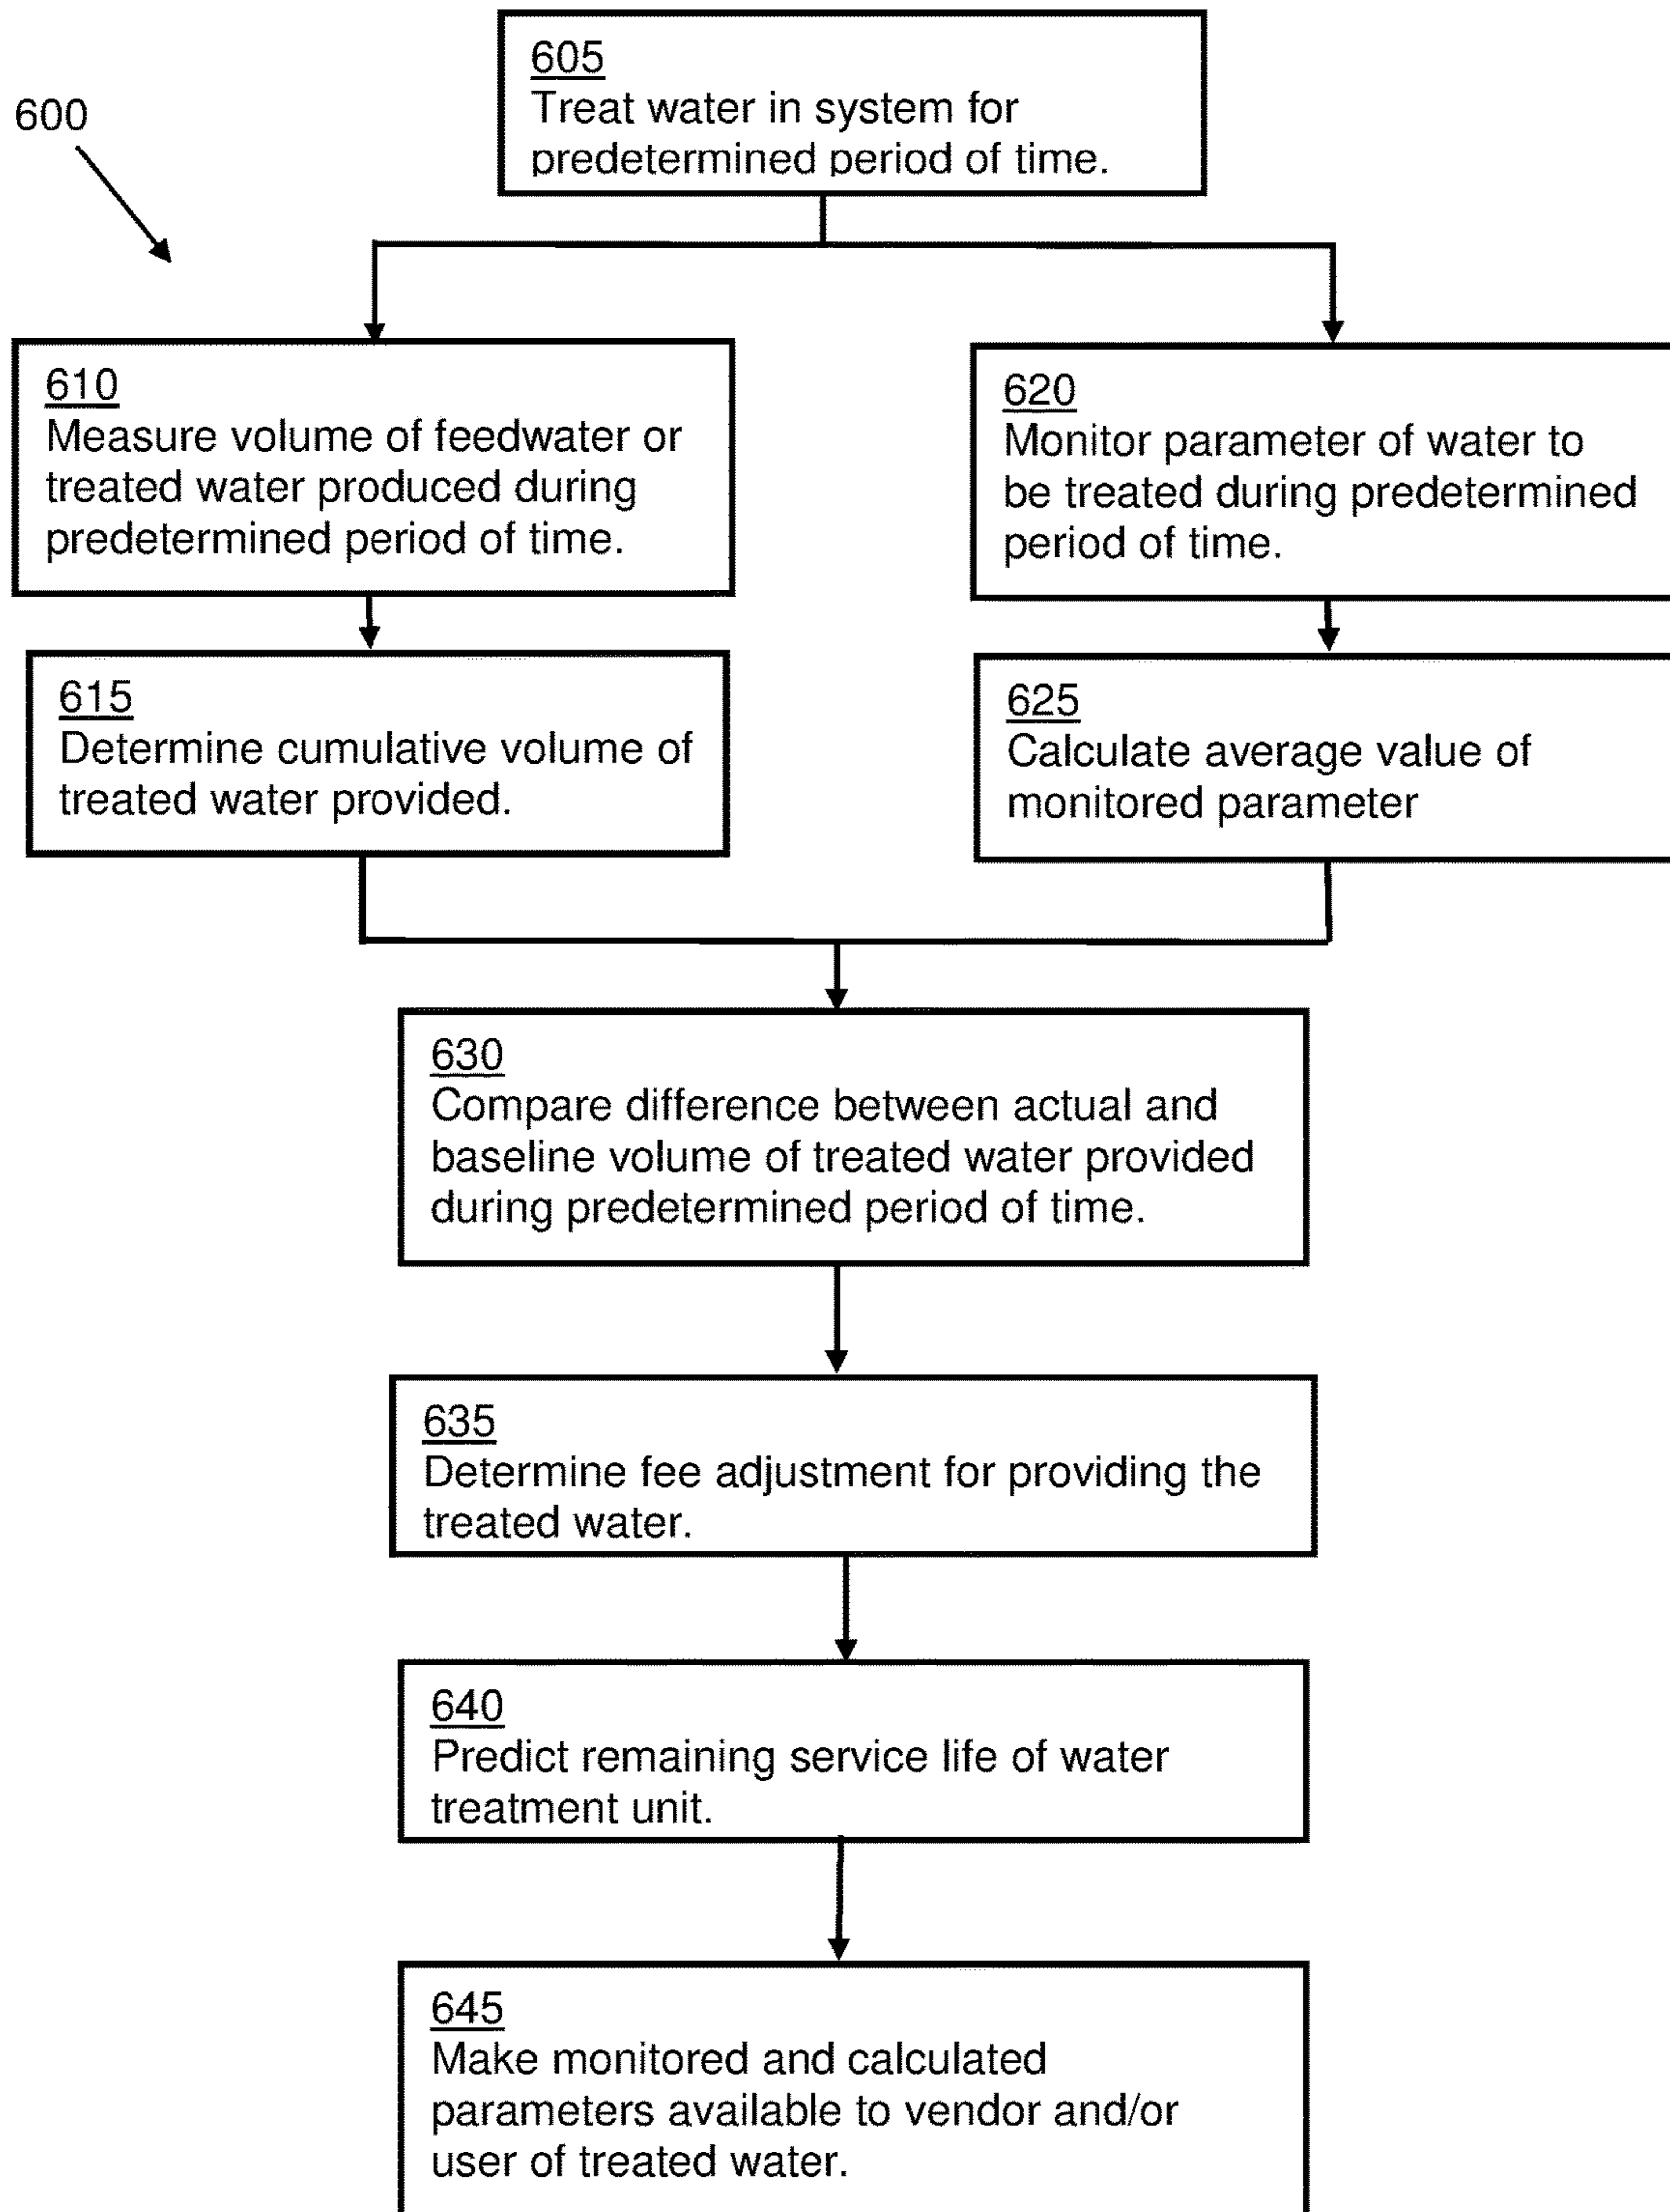 600
605
Treat water in system for
predetermined period of time.
610
Measure volume of feedwater or
treated water produced during
predetermined period of time.
620
Monitor parameter of water to
be treated during predetermined
period of time.
615
Determine cumulative volume of
treated water provided.
625
Calculate average value of
monitored parameter
630
Compare difference between actual and
baseline volume of treated water provided
during predetermined period of time.
635
Determine fee adjustment for providing the
treated water.
640
Predict remaining service life of water
treatment unit.
645
Make monitored and calculated
parameters available to vendor and/or
user of treated water.